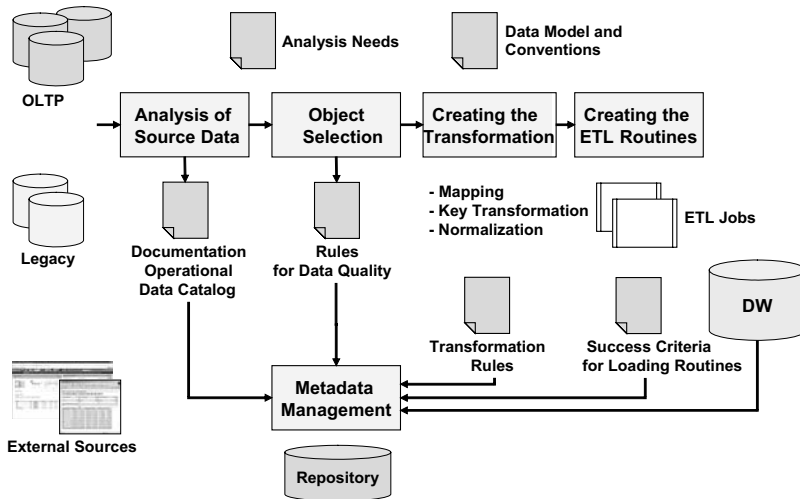 Analysis Needs
Data Model and
Conventions
OLTP
Analysis of
Source Data
Object
Selection
Creating the
Transformation
Creating the
ETL Routines
- Mapping
- Key Transformation
- Normalization
ETL Jobs
Legacy
Documentation
Operational
Data Catalog
Rules
for Data Quality
DW
Transformation
Rules
Success Criteria
for Loading Routines
Metadata
Management
External Sources
Repository